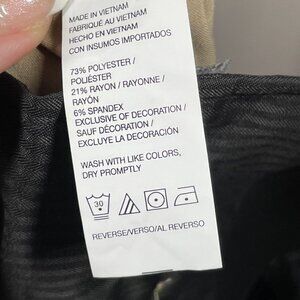 MADE IN VIETNAM
FABRIQUÉ AU VIETNAM
HECHO EN VIETNAM
CON INSUMOS IMPORTADOS
73% POLYESTER /
POLIÉSTER
21% RAYON / RAYONNE /
RAYÓN
6% SPANDEX
EXCLUSIVE OF DECORATION /
SAUF DÉCORATION /
EXCLUYE LA DECORACIÓN
WASH WITH LIKE COLORS,
DRY PROMPTLY
30
REVERSE/VERSO/AL REVERSO